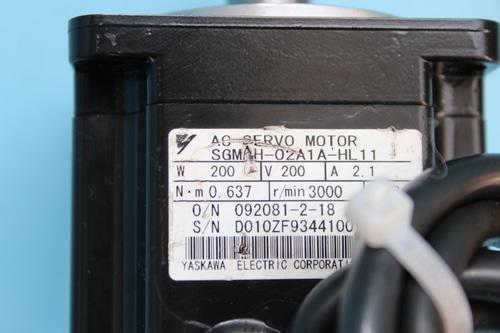 AC SERVO MOTOR
SGMAH-02A1A-HL11
W 200 V 200 A 2.1
N·m 0.637 r/min 3000
O/N 092081-2-18
S/N D010ZF9344100
YASKAWA ELECTRIC CORPORATI